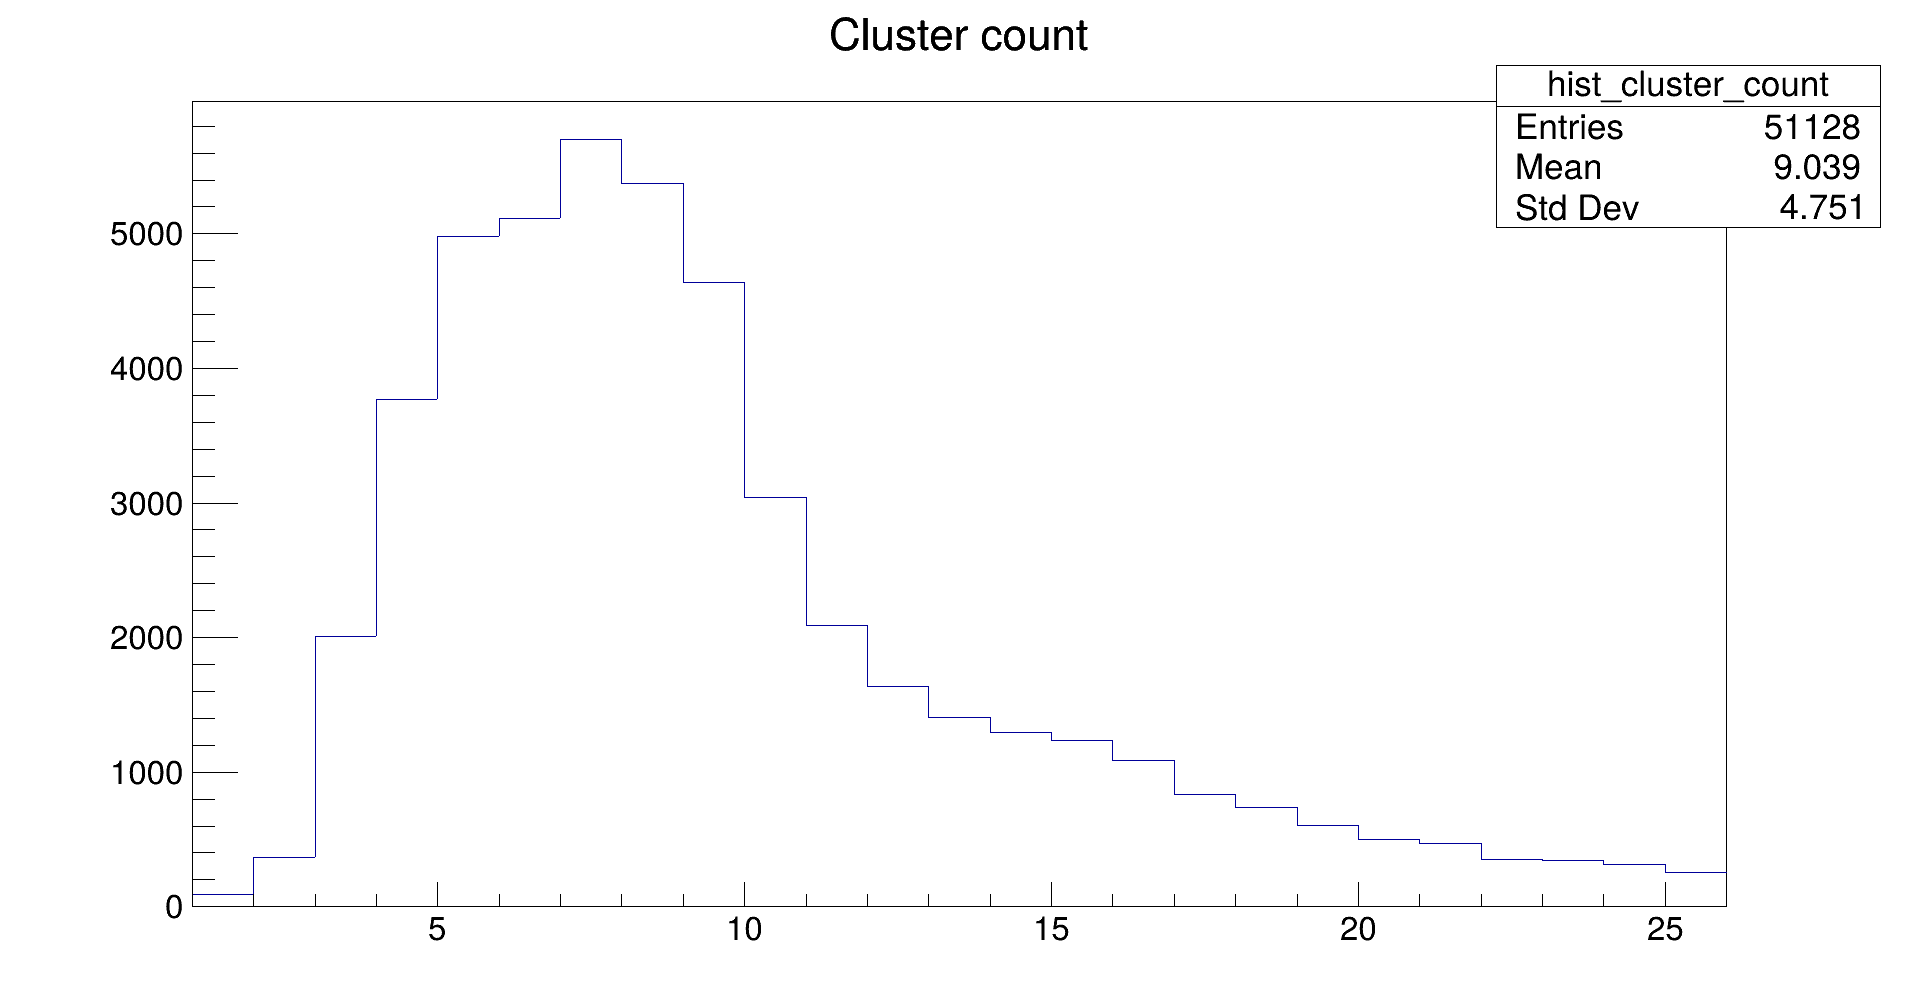 Cluster count
hist_cluster_count
Entries 51128
Mean 9.039
Std Dev 4.751
5000
4000
3000
2000
1000
0
5 10 15 20 25